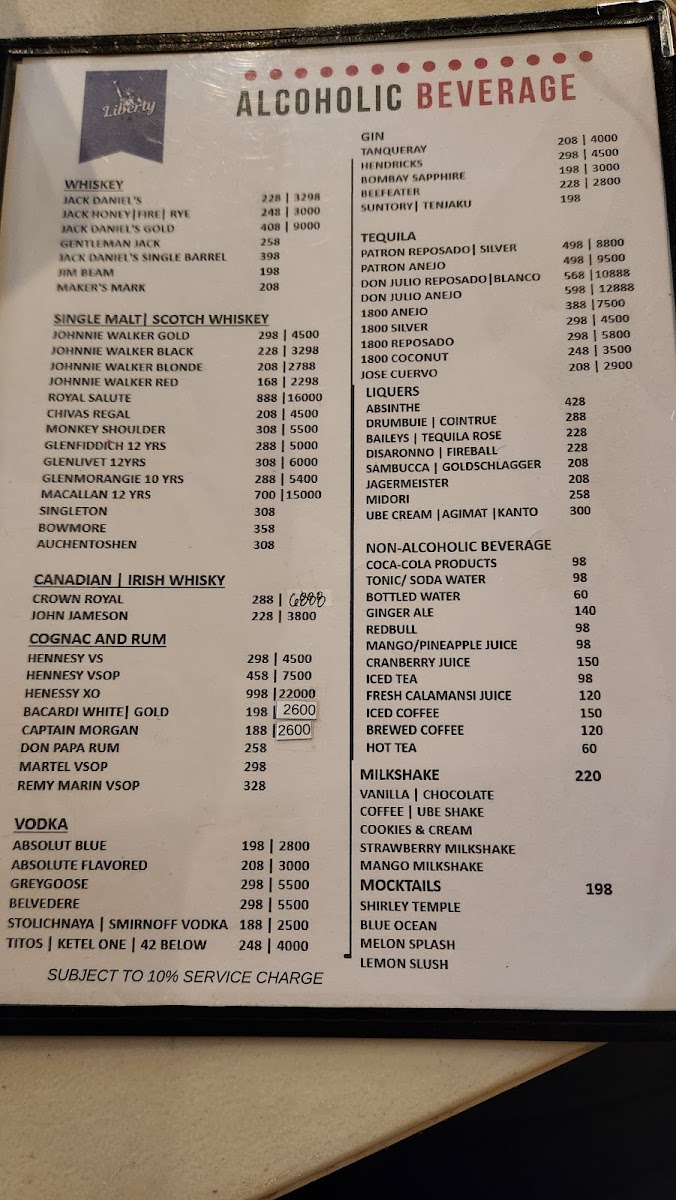 Liberty
ALCOHOLIC BEVERAGE
WHISKEY
JACK DANIEL'S 228 | 3298
JACK HONEY|FIRE| RYE 248 | 3000
JACK DANIEL'S GOLD 408 | 9000
GENTLEMAN JACK 258
JACK DANIEL'S SINGLE BARREL 398
JIM BEAM 198
MAKER'S MARK 208
SINGLE MALT| SCOTCH WHISKEY
JOHNNIE WALKER GOLD 298 | 4500
JOHNNIE WALKER BLACK 228 | 3298
JOHNNIE WALKER BLONDE 208 |2788
JOHNNIE WALKER RED 168 | 2298
ROYAL SALUTE 888 |16000
CHIVAS REGAL 208 | 4500
MONKEY SHOULDER 308 | 5500
GLENFIDDICH 12 YRS 288 | 5000
GLENLIVET 12YRS 308 | 6000
GLENMORANGIE 10 YRS 288 | 5400
MACALLAN 12 YRS 700 |15000
SINGLETON 308
BOWMORE 358
AUCHENTOSHEN 308
CANADIAN | IRISH WHISKY
CROWN ROYAL 288 | 6888
JOHN JAMESON 228 | 3800
COGNAC AND RUM
HENNESY VS 298 | 4500
HENNESY VSOP 458 | 7500
HENESSY XO 998 |22000
BACARDI WHITE| GOLD 198 | 2600
CAPTAIN MORGAN 188 |2600
DON PAPA RUM 258
MARTEL VSOP 298
REMY MARIN VSOP 328
VODKA
ABSOLUT BLUE 198 | 2800
ABSOLUTE FLAVORED 208 | 3000
GREYGOOSE 298 | 5500
BELVEDERE 298 | 5500
STOLICHNAYA | SMIRNOFF VODKA 188 | 2500
TITOS | KETEL ONE | 42 BELOW 248 | 4000
SUBJECT TO 10% SERVICE CHARGE
GIN
TANQUERAY 208 | 4000
HENDRICKS 298 | 4500
BOMBAY SAPPHIRE 198 | 3000
BEEFEATER 228 | 2800
SUNTORY| TENJAKU 198
TEQUILA
PATRON REPOSADO| SILVER 498 | 8800
PATRON ANEJO 498 | 9500
DON JULIO REPOSADO|BLANCO 568 |10888
DON JULIO ANEJO 598 | 12888
1800 ANEJO 388 |7500
1800 SILVER 298 | 4500
1800 REPOSADO 298 | 5800
1800 COCONUT 248 | 3500
JOSE CUERVO 208 | 2900
LIQUERS
ABSINTHE 428
DRUMBUIE | COINTRUE 288
BAILEYS | TEQUILA ROSE 228
DISARONNO | FIREBALL 228
SAMBUCCA | GOLDSCHLAGGER 208
JAGERMEISTER 208
MIDORI 258
UBE CREAM |AGIMAT |KANTO 300
NON-ALCOHOLIC BEVERAGE
COCA-COLA PRODUCTS 98
TONIC/ SODA WATER 98
BOTTLED WATER 60
GINGER ALE 140
REDBULL 98
MANGO/PINEAPPLE JUICE 98
CRANBERRY JUICE 150
ICED TEA 98
FRESH CALAMANSI JUICE 120
ICED COFFEE 150
BREWED COFFEE 120
HOT TEA 60
MILKSHAKE 220
VANILLA | CHOCOLATE
COFFEE | UBE SHAKE
COOKIES & CREAM
STRAWBERRY MILKSHAKE
MANGO MILKSHAKE
MOCKTAILS 198
SHIRLEY TEMPLE
BLUE OCEAN
MELON SPLASH
LEMON SLUSH